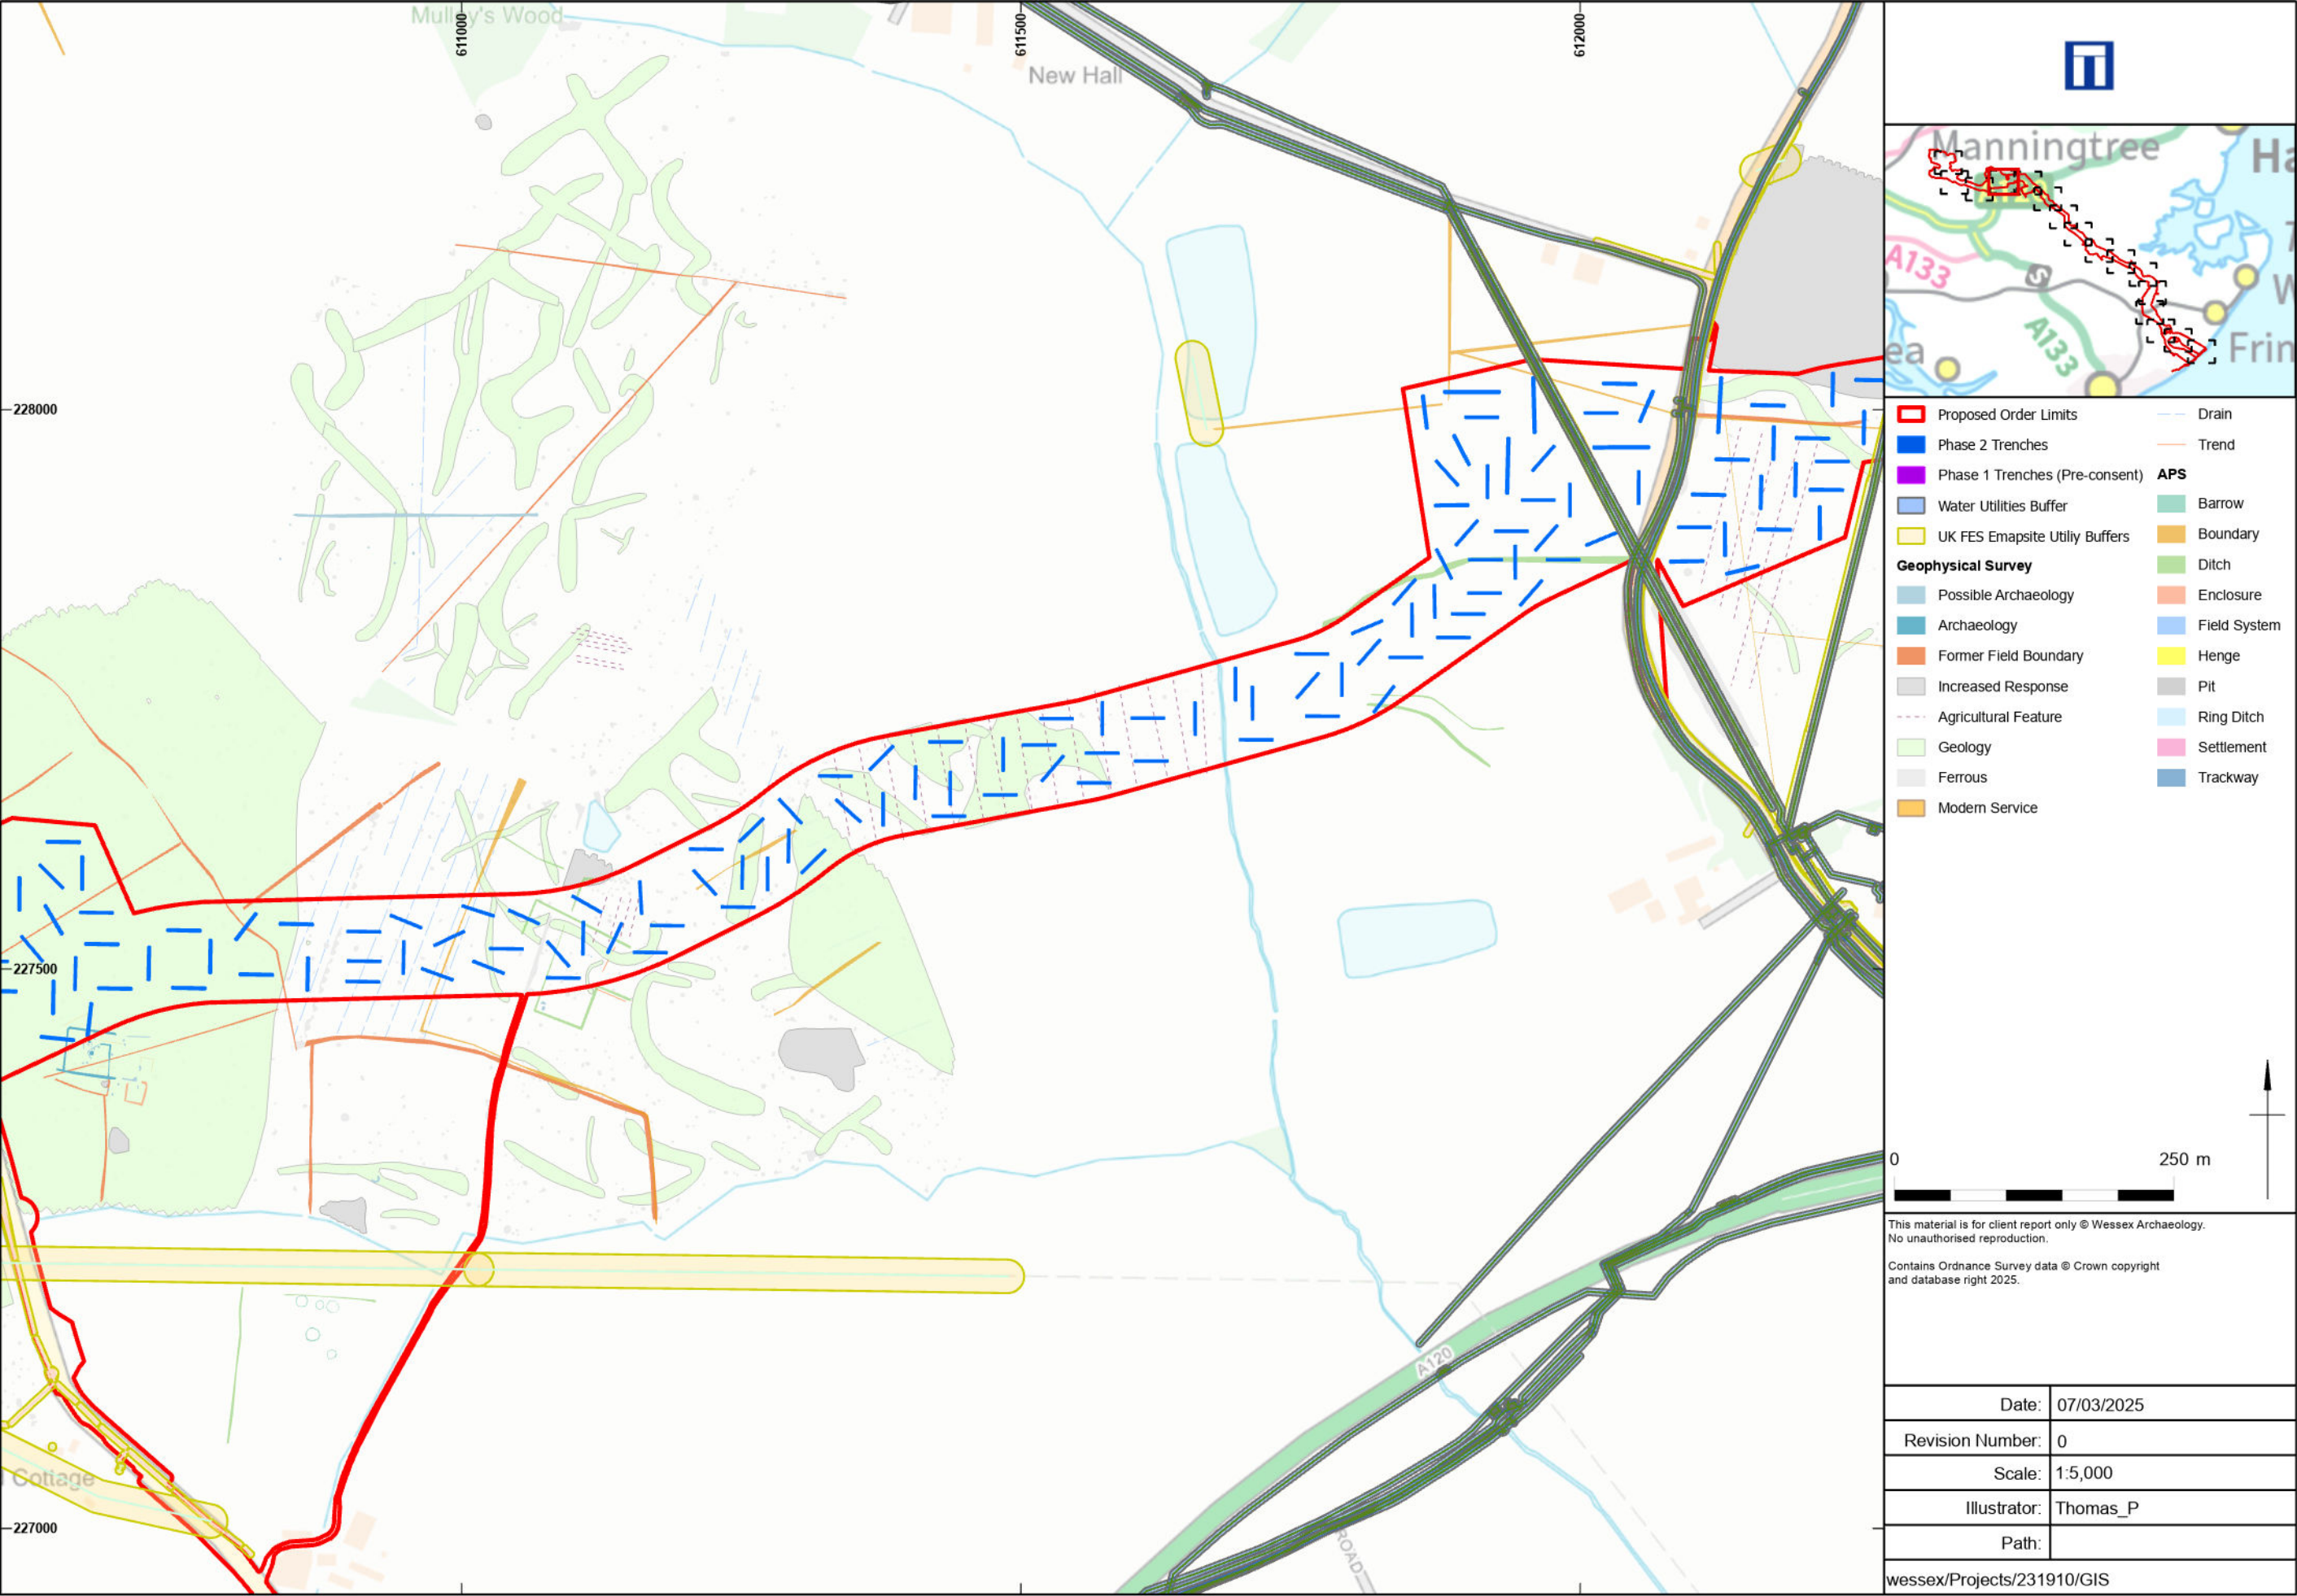 Mulley's Wood
611000
611500
612000
New Hall
228000
227500
227000
Cottage
A120
ROAD
Manningtree
Ha
A133
S
A133
W
ea
Frin
Proposed Order Limits
Phase 2 Trenches
Phase 1 Trenches (Pre-consent)
Water Utilities Buffer
UK FES Emapsite Utiliy Buffers
Geophysical Survey
Possible Archaeology
Archaeology
Former Field Boundary
Increased Response
Agricultural Feature
Geology
Ferrous
Modern Service
Drain
Trend
APS
Barrow
Boundary
Ditch
Enclosure
Field System
Henge
Pit
Ring Ditch
Settlement
Trackway
0 250 m
This material is for client report only © Wessex Archaeology.
No unauthorised reproduction.
Contains Ordnance Survey data © Crown copyright
and database right 2025.
Date: 07/03/2025
Revision Number: 0
Scale: 1:5,000
Illustrator: Thomas_P
Path:
wessex/Projects/231910/GIS